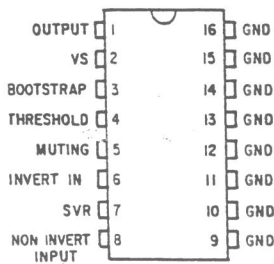 OUTPUT 1 16 GND
VS 2 15 GND
BOOTSTRAP 3 14 GND
THRESHOLD 4 13 GND
MUTING 5 12 GND
INVERT IN 6 11 GND
SVR 7 10 GND
NON INVERT INPUT 8 9 GND